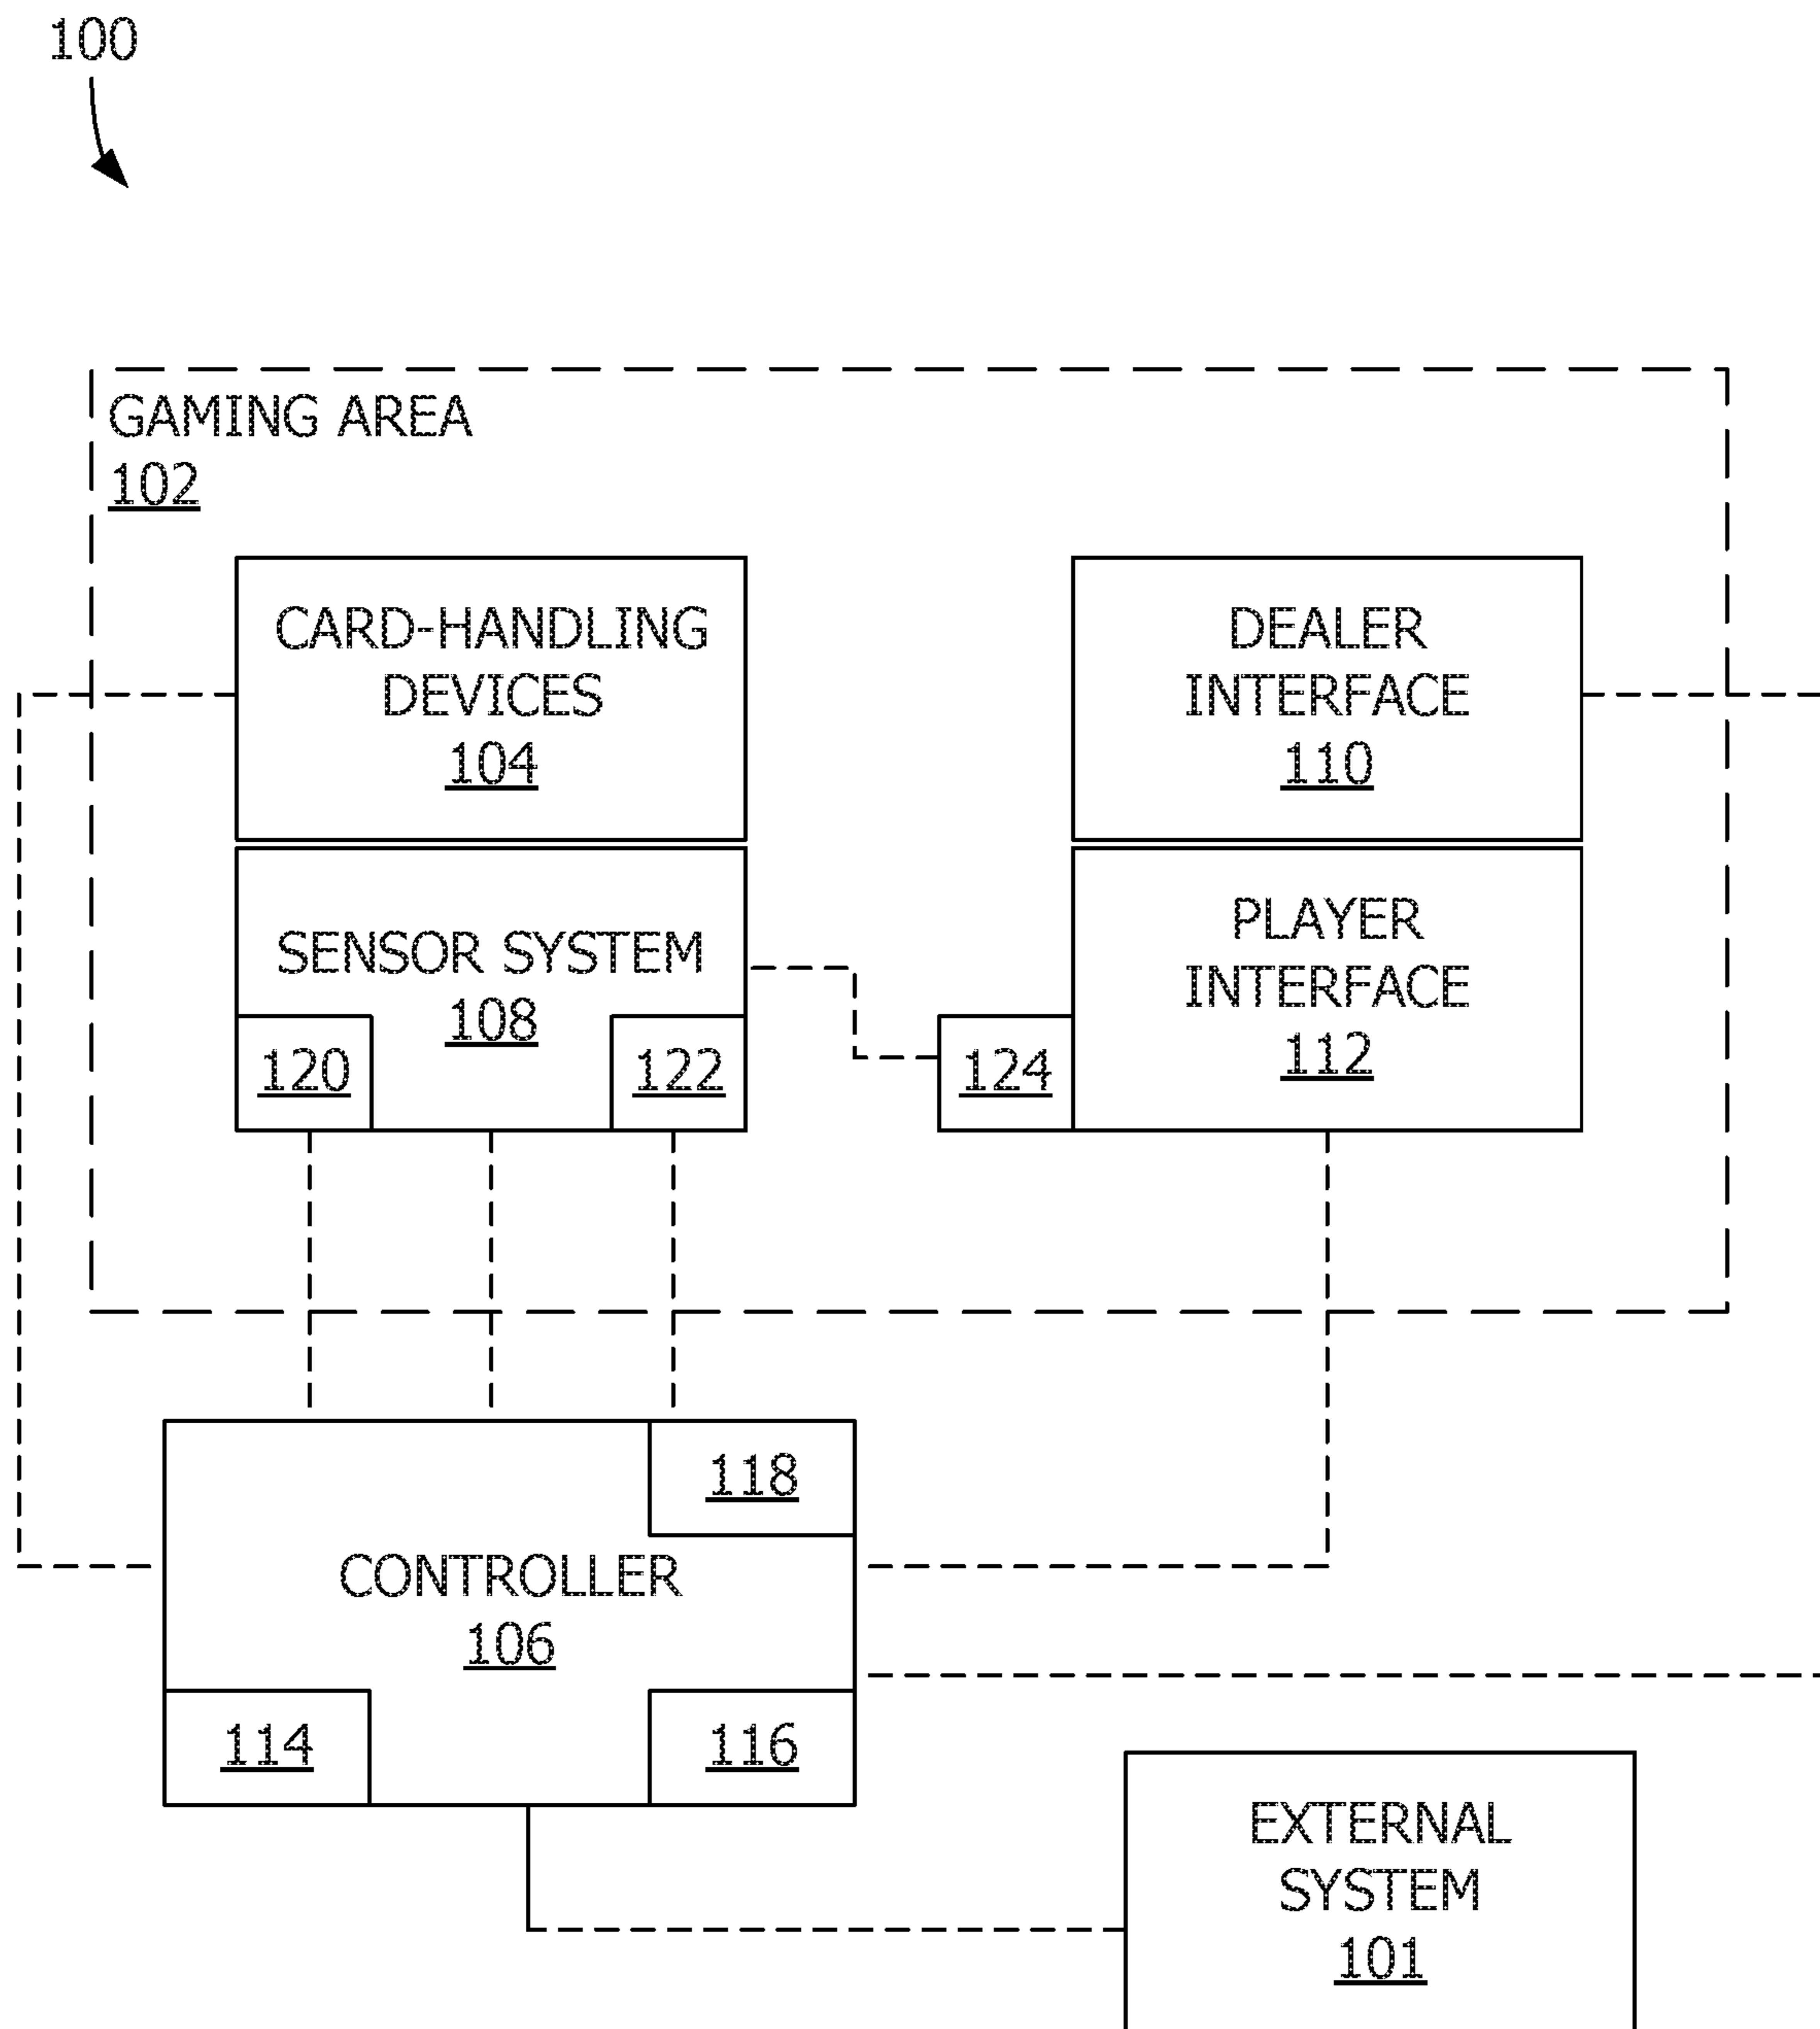 100
GAMING AREA
102
CARD-HANDLING
DEVICES
104
DEALER
INTERFACE
110
SENSOR SYSTEM
108
120
122
PLAYER
INTERFACE
112
124
118
CONTROLLER
106
114
116
EXTERNAL
SYSTEM
101